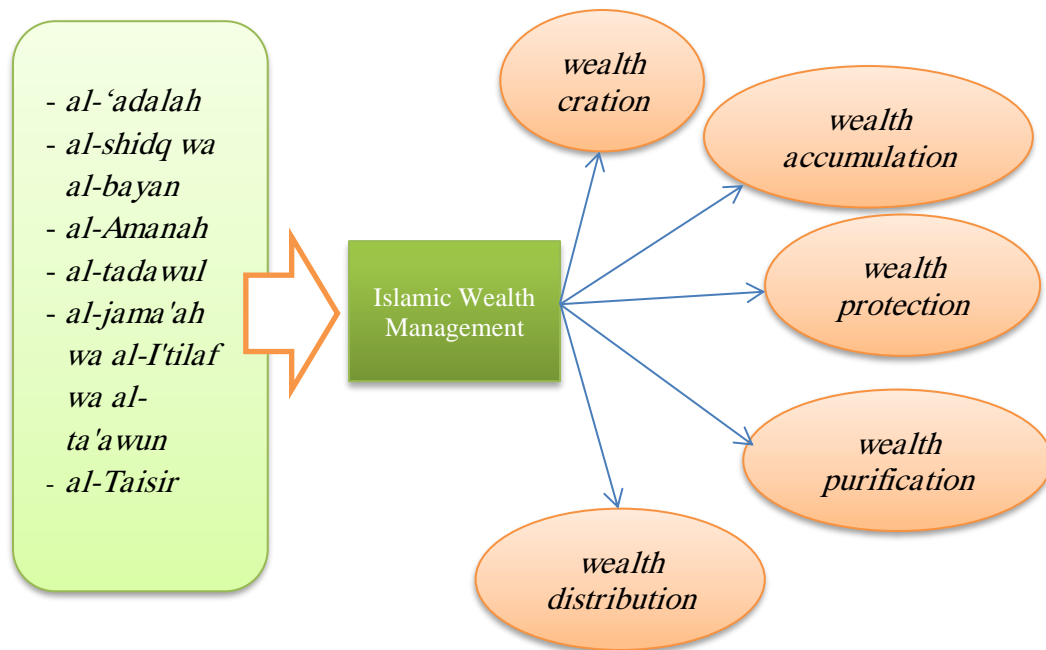 - al-‘adalah
- al-shidq wa
al-bayan
- al-Amanah
- al-tadawul
- al-jama'ah
wa al-I'tilaf
wa al-
ta'awun
- al-Taisir
Islamic Wealth
Management
wealth
cration
wealth
accumulation
wealth
protection
wealth
purification
wealth
distribution